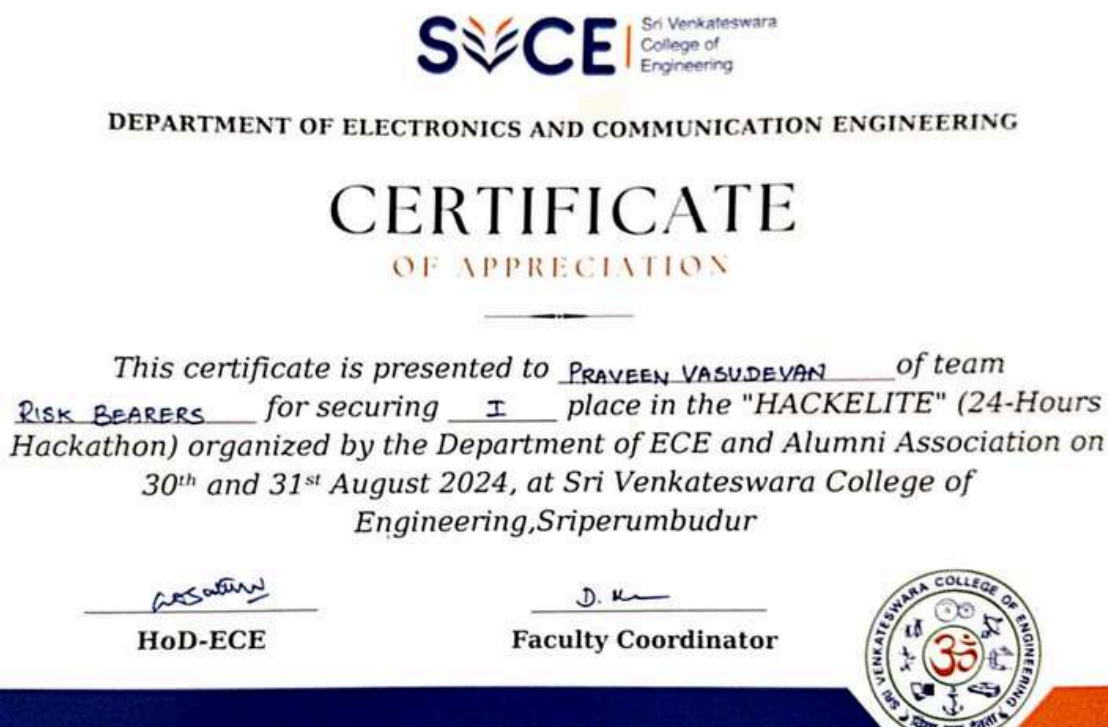 SVCE
Sri Venkateswara
College of
Engineering
DEPARTMENT OF ELECTRONICS AND COMMUNICATION ENGINEERING
CERTIFICATE
OF APPRECIATION
This certificate is presented to PRAVEEN VASUDEVAN of team
RISK BEARERS for securing I place in the "HACKELITE" (24-Hours
Hackathon) organized by the Department of ECE and Alumni Association on
30th and 31st August 2024, at Sri Venkateswara College of
Engineering,Sriperumbudur
D.
HoD-ECE
Faculty Coordinator
SRI VENKATESWARA COLLEGE OF ENGINEERING
ॐ